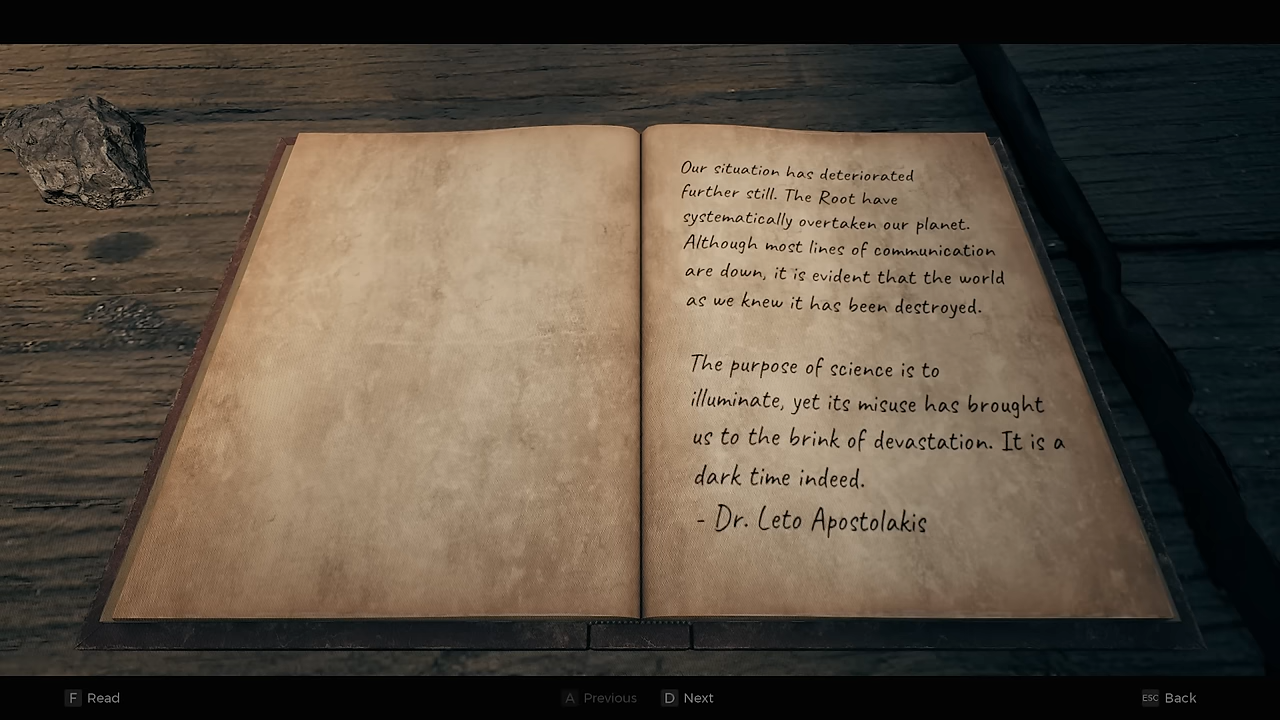 Our situation has deteriorated
further still. The Root have
systematically overtaken our planet.
Although most lines of communication
are down, it is evident that the world
as we knew it has been destroyed.
The purpose of science is to
illuminate, yet its misuse has brought
us to the brink of devastation. It is a
dark time indeed.
- Dr. Leto Apostolakis
F Read
A Previous
D Next
ESC Back